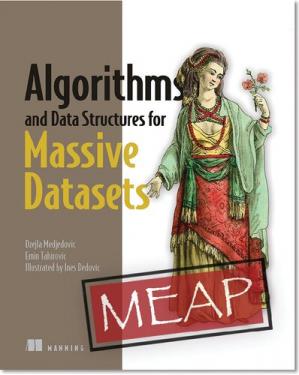 Algorithms
and Data Structures for
Massive
Datasets
Dzejla Medjedovic
Emin Tahirovic
Illustrated by Ines Dedovic
MEAP
MANNING